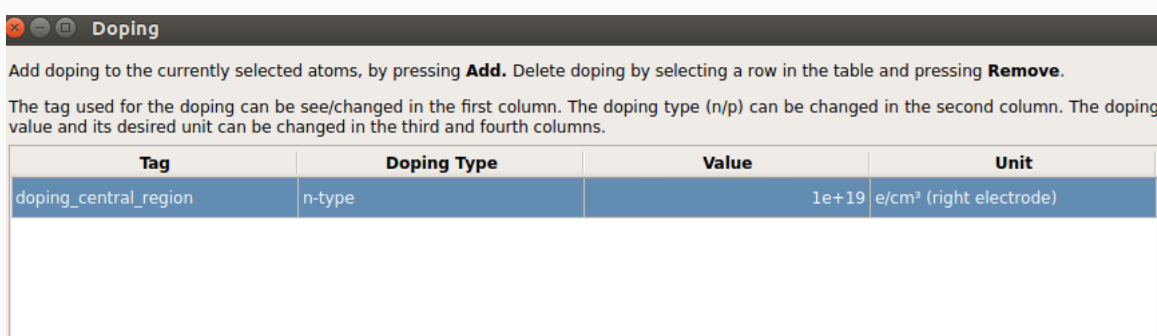 Doping
Add doping to the currently selected atoms, by pressing Add. Delete doping by selecting a row in the table and pressing Remove.
The tag used for the doping can be see/changed in the first column. The doping type (n/p) can be changed in the second column. The doping
value and its desired unit can be changed in the third and fourth columns.
Tag Doping Type Value Unit
doping_central_region n-type 1e+19 e/cm³ (right electrode)